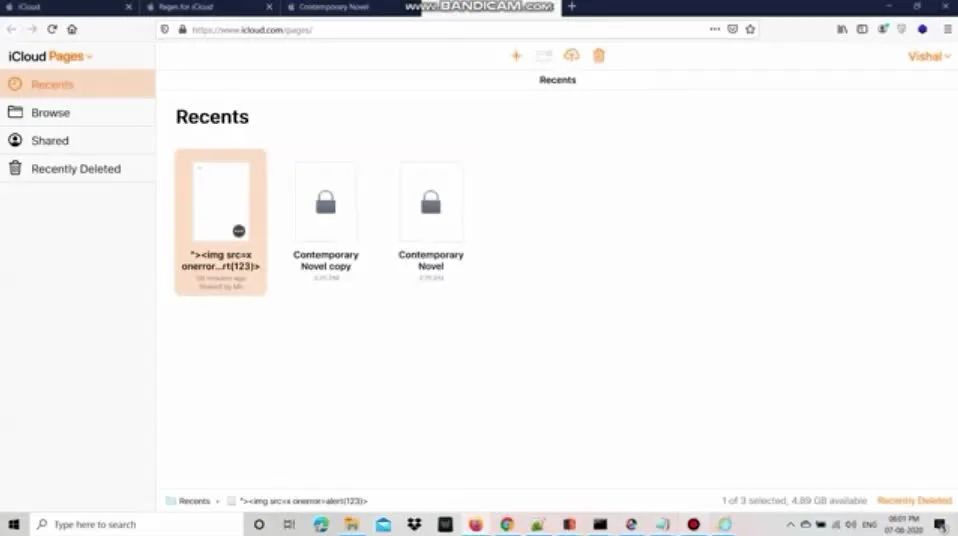 iCloud
Pages for iCloud
Contemporary Novel
www.BANDICAM.com
https://www.icloud.com/pages/
iCloud Pages
Vishal
Recents
Recents
Browse
Shared
Recently Deleted
Recents
"><img src=x
onerror...rt(123)>
Shared by Me
Contemporary
Novel copy
Contemporary
Novel
Recents
"><img src=x onerror=alert(123)>
1 of 3 selected, 4.89 GB available
Recently Deleted
Type here to search
ENG
06:01 PM
07-06-2020